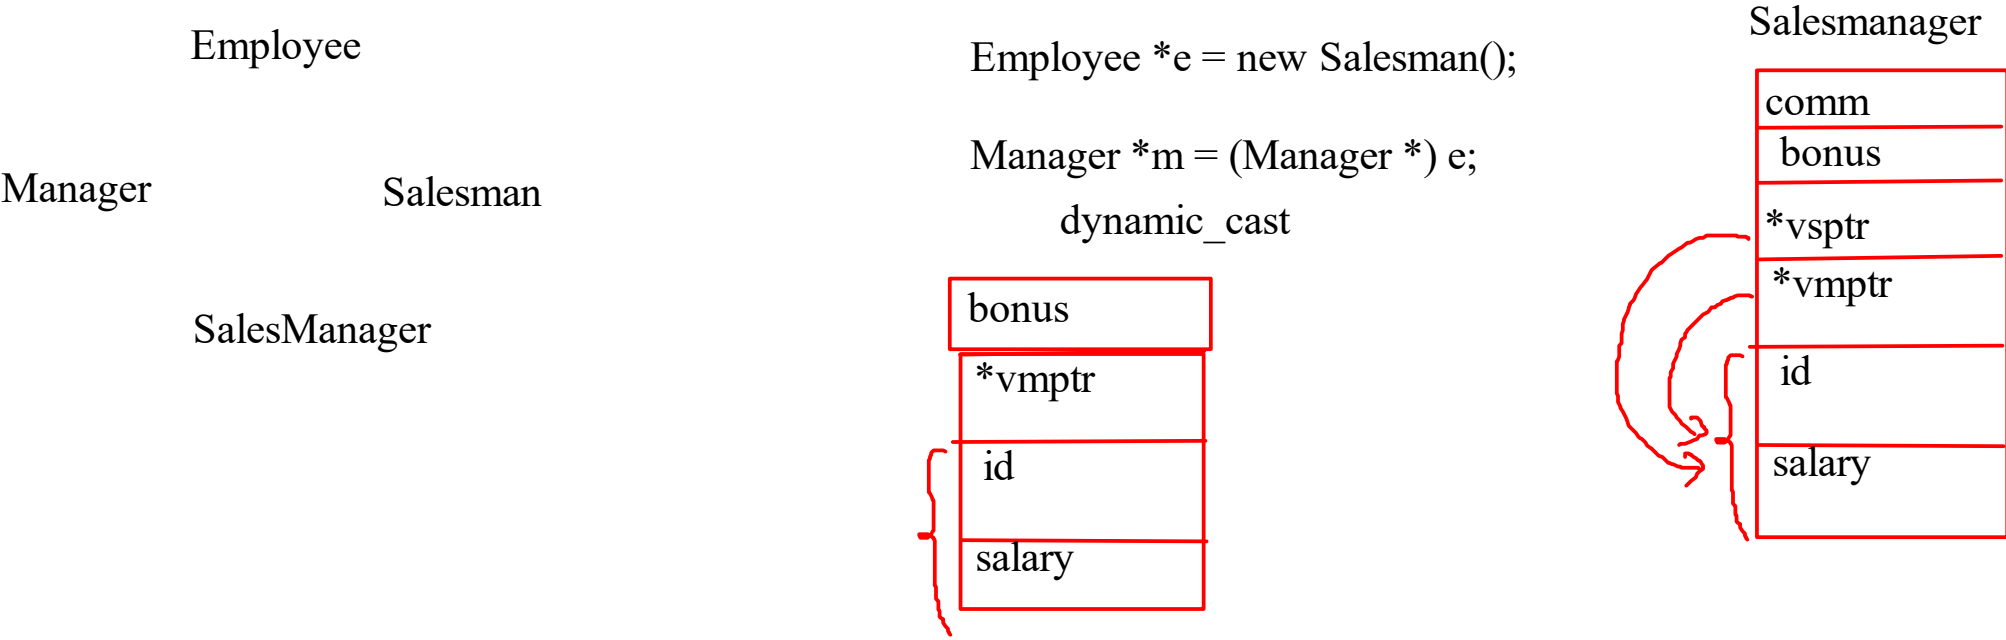 Employee
Manager
Salesman
SalesManager
Employee *e = new Salesman();
Manager *m = (Manager *) e;
dynamic_cast
bonus
*vmptr
id
salary
Salesmanager
comm
bonus
*vsptr
*vmptr
id
salary